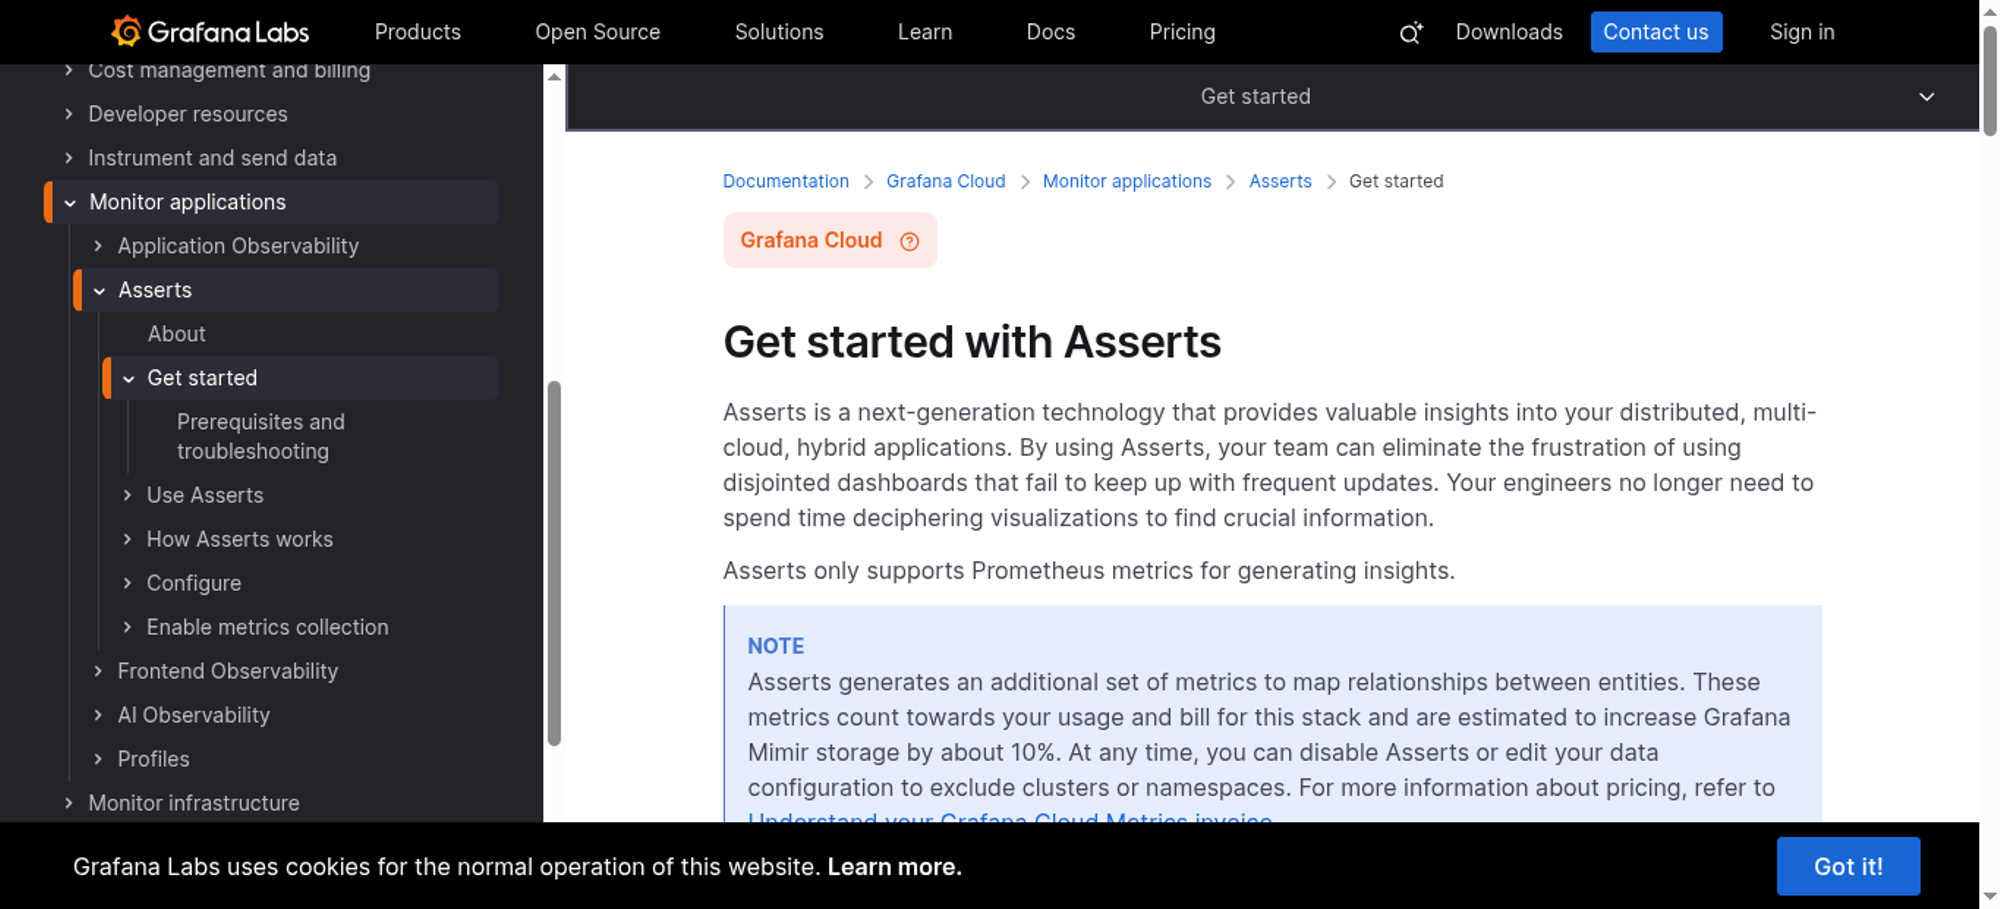 Grafana Labs
Products
Open Source
Solutions
Learn
Docs
Pricing
Downloads
Contact us
Sign in
Cost management and billing
Developer resources
Instrument and send data
Monitor applications
Application Observability
Asserts
About
Get started
Prerequisites and
troubleshooting
Use Asserts
How Asserts works
Configure
Enable metrics collection
Frontend Observability
AI Observability
Profiles
Monitor infrastructure
Get started
Documentation > Grafana Cloud > Monitor applications > Asserts > Get started
Grafana Cloud
Get started with Asserts
Asserts is a next-generation technology that provides valuable insights into your distributed, multi-
cloud, hybrid applications. By using Asserts, your team can eliminate the frustration of using
disjointed dashboards that fail to keep up with frequent updates. Your engineers no longer need to
spend time deciphering visualizations to find crucial information.
Asserts only supports Prometheus metrics for generating insights.
NOTE
Asserts generates an additional set of metrics to map relationships between entities. These
metrics count towards your usage and bill for this stack and are estimated to increase Grafana
Mimir storage by about 10%. At any time, you can disable Asserts or edit your data
configuration to exclude clusters or namespaces. For more information about pricing, refer to
Understand your Grafana Cloud Metrics invoice
Grafana Labs uses cookies for the normal operation of this website. Learn more.
Got it!